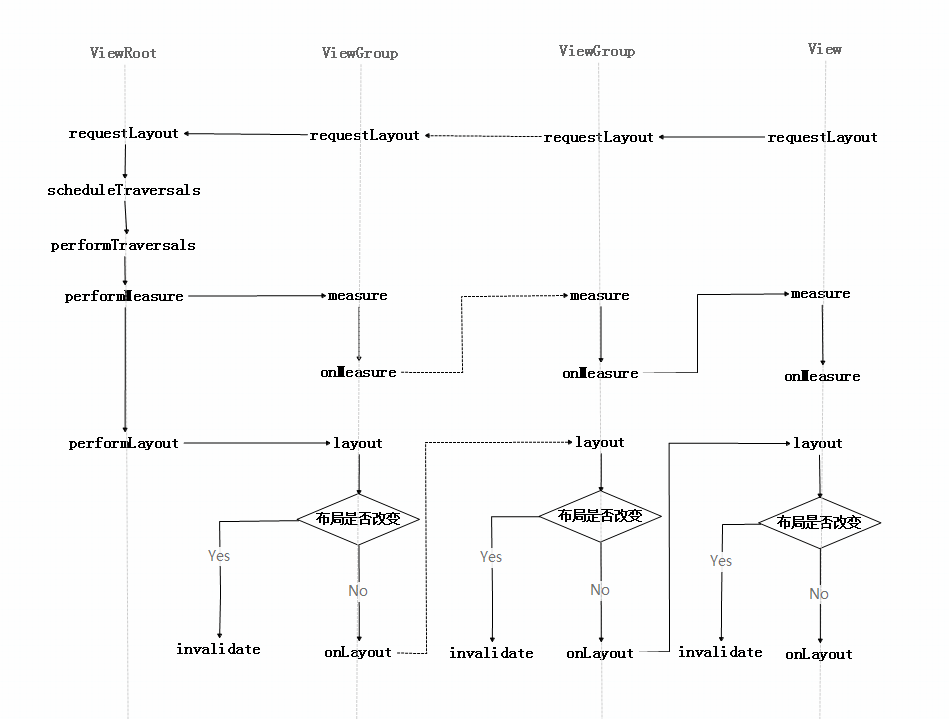 ViewRoot
ViewGroup
ViewGroup
View
requestLayout
requestLayout
requestLayout
requestLayout
scheduleTraversals
performTraversals
performMeasure
measure
measure
measure
onMeasure
onMeasure
onMeasure
performLayout
layout
layout
layout
布局是否改变
布局是否改变
布局是否改变
Yes
Yes
Yes
No
No
No
invalidate
onLayout
invalidate
onLayout
invalidate
onLayout